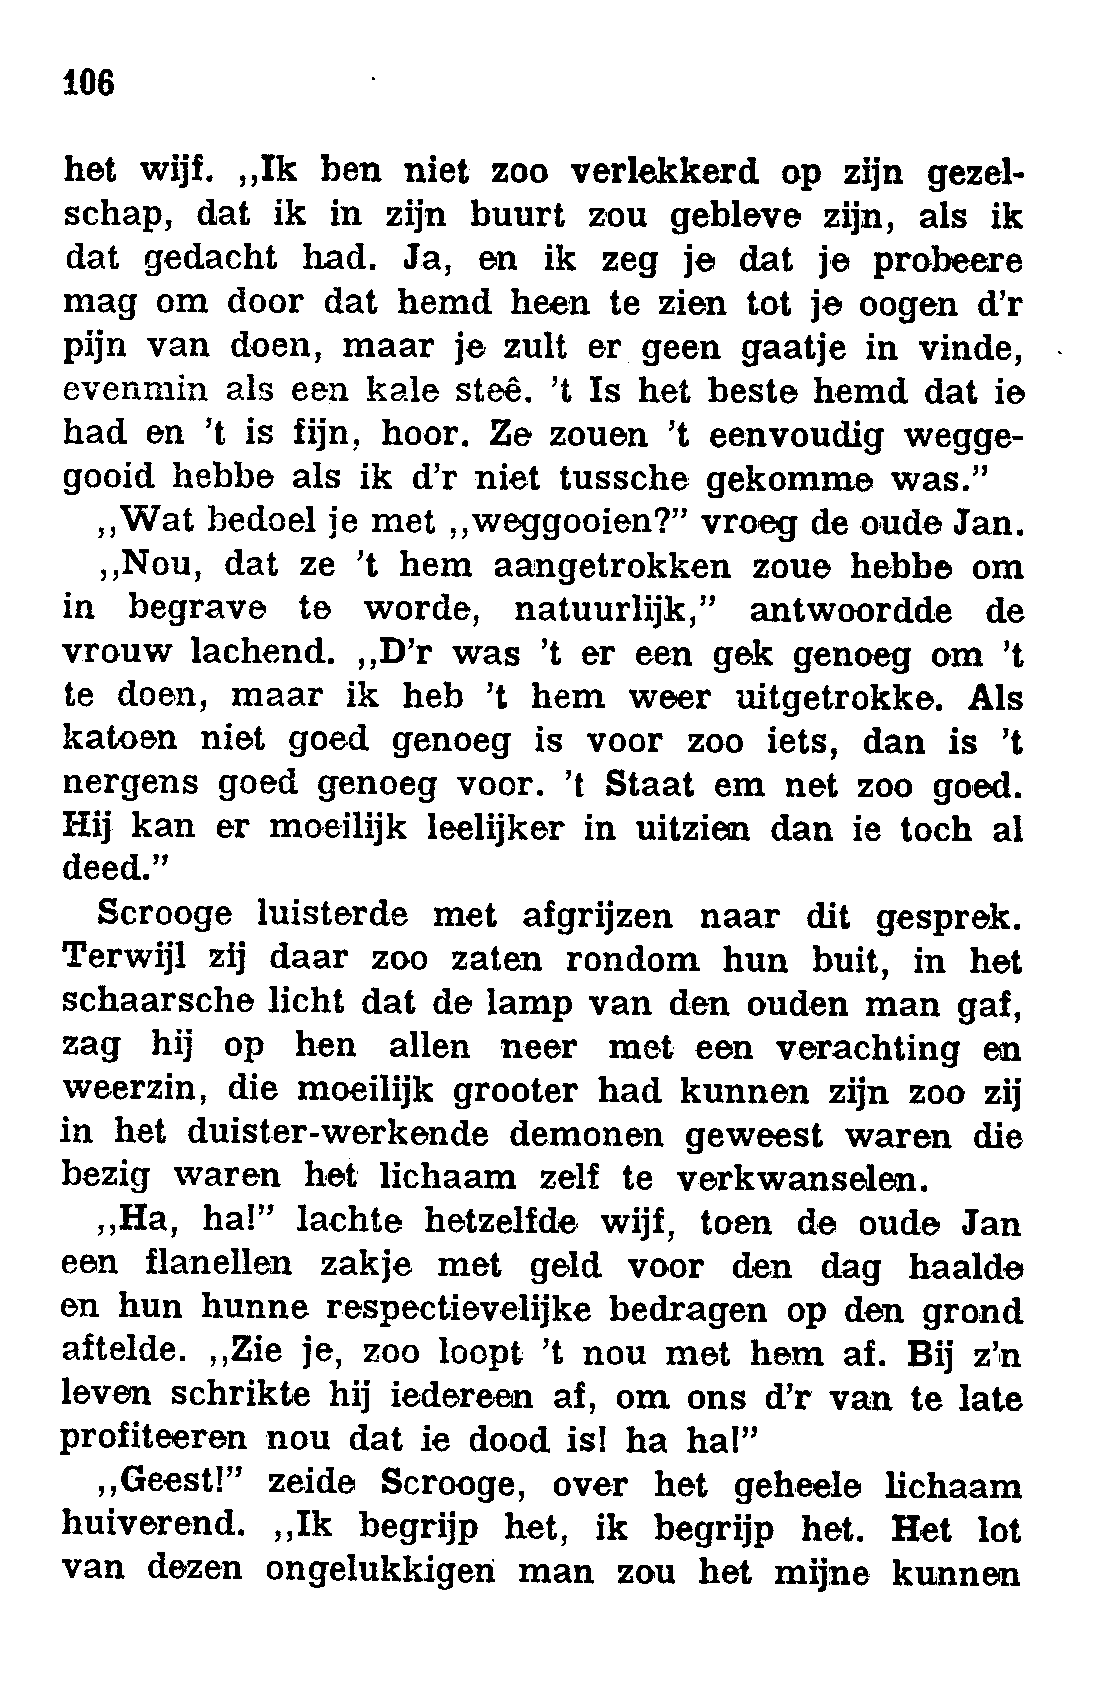 106
het wijf. ,,Ik ben niet zoo verlekkerd op zijn gezel-
schap, dat ik in zijn buurt zou gebleve zijn, als ik
dat gedacht had. Ja, en ik zeg je dat je probeere
mag om door dat hemd heen te zien tot je oogen d'r
pijn van doen, maar je zult er geen gaatje in vinde,
evenmin als een kale steê. 't Is het beste hemd dat ie
had en 't is fijn, hoor. Ze zouen 't eenvoudig wegge-
gooid hebbe als ik d'r niet tussche gekomme was.”
,,Wat bedoel je met ,,weggooien?” vroeg de oude Jan.
,,Nou, dat ze 't hem aangetrokken zoue hebbe om
in begrave te worde, natuurlijk,” antwoordde de
vrouw lachend. ,,D'r was 't er een gek genoeg om 't
te doen, maar ik heb 't hem weer uitgetrokke. Als
katoen niet goed genoeg is voor zoo iets, dan is 't
nergens goed genoeg voor. 't Staat em net zoo goed.
Hij kan er moeilijk leelijker in uitzien dan ie toch al
deed.”
Scrooge luisterde met afgrijzen naar dit gesprek.
Terwijl zij daar zoo zaten rondom hun buit, in het
schaarsche licht dat de lamp van den ouden man gaf,
zag hij op hen allen neer met een verachting en
weerzin, die moeilijk grooter had kunnen zijn zoo zij
in het duister-werkende demonen geweest waren die
bezig waren het lichaam zelf te verkwanselen.
,,Ha, ha!” lachte hetzelfde wijf, toen de oude Jan
een flanellen zakje met geld voor den dag haalde
en hun hunne respectievelijke bedragen op den grond
aftelde. ,,Zie je, zoo loopt 't nou met hem af. Bij z'n
leven schrikte hij iedereen af, om ons d'r van te late
profiteeren nou dat ie dood is! ha ha!”
,,Geest!” zeide Scrooge, over het geheele lichaam
huiverend. ,,Ik begrijp het, ik begrijp het. Het lot
van dezen ongelukkigen man zou het mijne kunnen